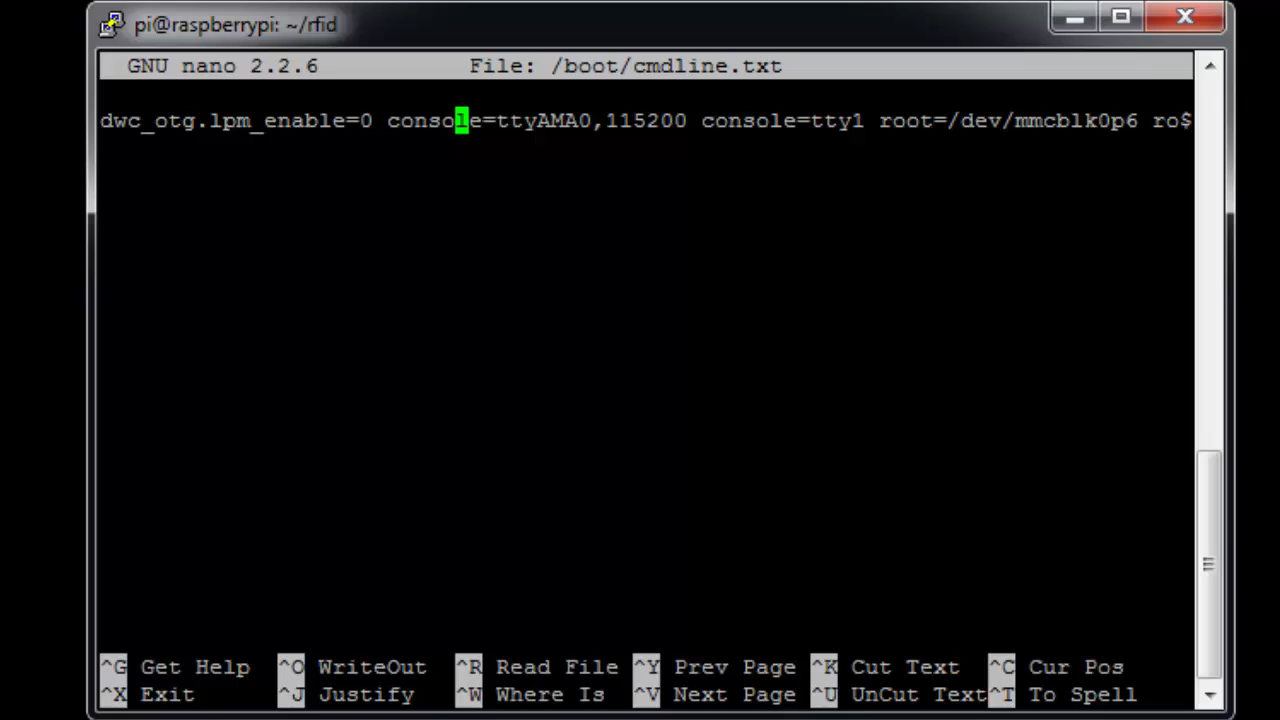 pi@raspberrypi: ~/rfid
GNU nano 2.2.6 File: /boot/cmdline.txt
dwc_otg.lpm_enable=0 console=ttyAMA0,115200 console=tty1 root=/dev/mmcblk0p6 ro$
^G Get Help ^O WriteOut ^R Read File ^Y Prev Page ^K Cut Text ^C Cur Pos
^X Exit ^J Justify ^W Where Is ^V Next Page ^U UnCut Text^T To Spell